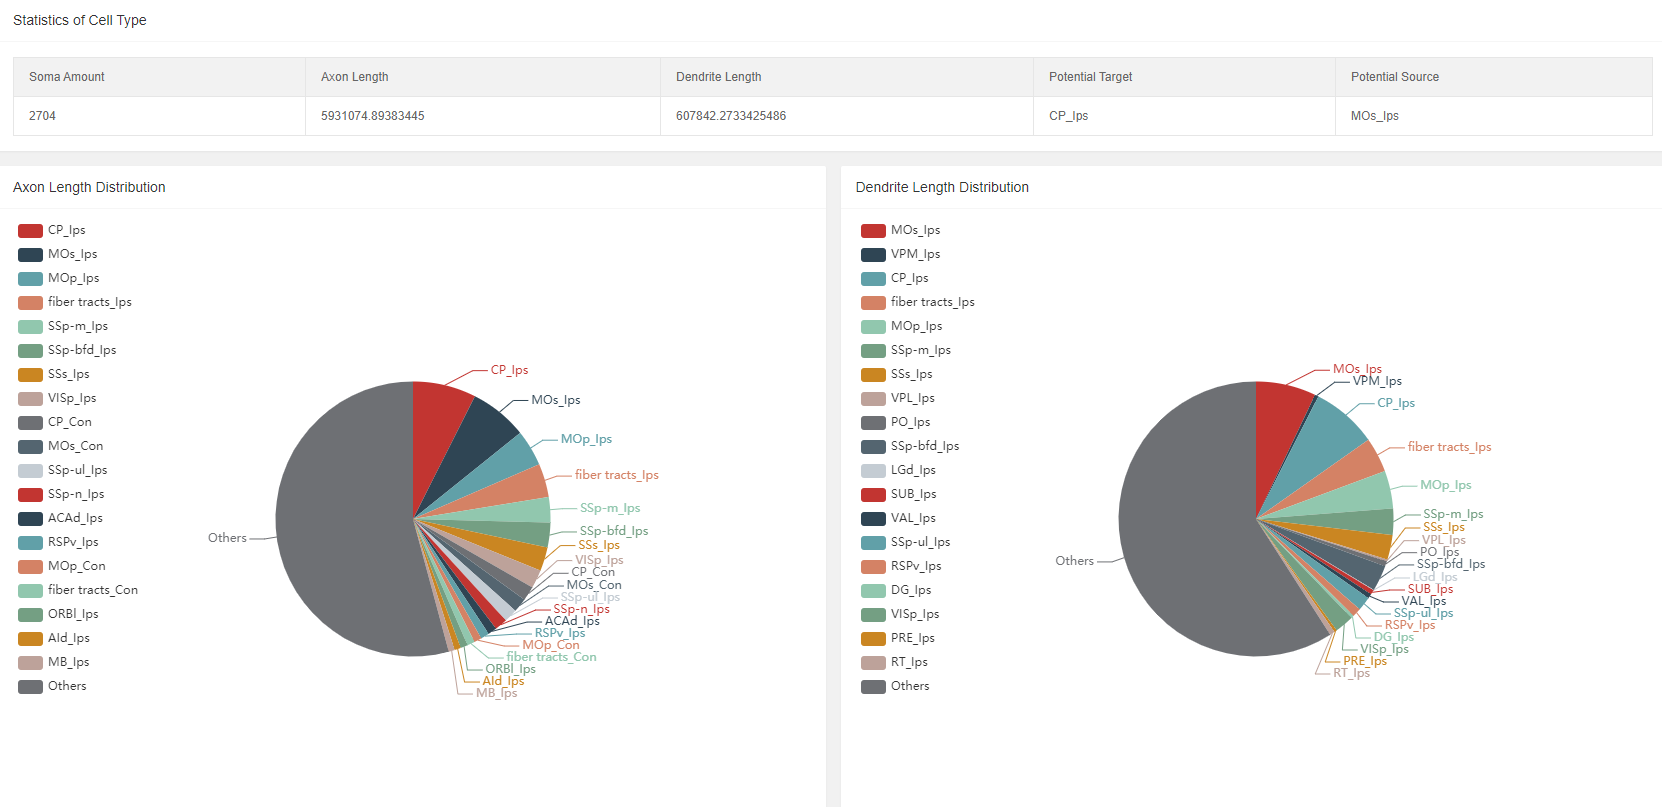 Statistics of Cell Type
Soma Amount Axon Length Dendrite Length Potential Target Potential Source
2704 5931074.89383445 607842.2733425486 CP_Ips MOs_Ips
Axon Length Distribution
CP_Ips
MOs_Ips
MOp_Ips
fiber tracts_Ips
SSp-m_Ips
SSp-bfd_Ips
SSs_Ips
VISp_Ips
CP_Con
MOs_Con
SSp-ul_Ips
SSp-n_Ips
ACAd_Ips
RSPv_Ips
MOp_Con
fiber tracts_Con
ORBl_Ips
AId_Ips
MB_Ips
Others
CP_Ips
MOs_Ips
MOp_Ips
fiber tracts_Ips
SSp-m_Ips
SSp-bfd_Ips
SSs_Ips
VISp_Ips
CP_Con
MOs_Con
SSp-ul_Ips
SSp-n_Ips
ACAd_Ips
RSPv_Ips
MOp_Con
fiber tracts_Con
ORBl_Ips
AId_Ips
MB_Ips
Others
Dendrite Length Distribution
MOs_Ips
VPM_Ips
CP_Ips
fiber tracts_Ips
MOp_Ips
SSp-m_Ips
SSs_Ips
VPL_Ips
PO_Ips
SSp-bfd_Ips
LGd_Ips
SUB_Ips
VAL_Ips
SSp-ul_Ips
RSPv_Ips
DG_Ips
VISp_Ips
PRE_Ips
RT_Ips
Others
MOs_Ips
VPM_Ips
CP_Ips
fiber tracts_Ips
MOp_Ips
SSp-m_Ips
SSs_Ips
VPL_Ips
PO_Ips
SSp-bfd_Ips
LGd_Ips
SUB_Ips
VAL_Ips
SSp-ul_Ips
RSPv_Ips
DG_Ips
VISp_Ips
PRE_Ips
RT_Ips
Others